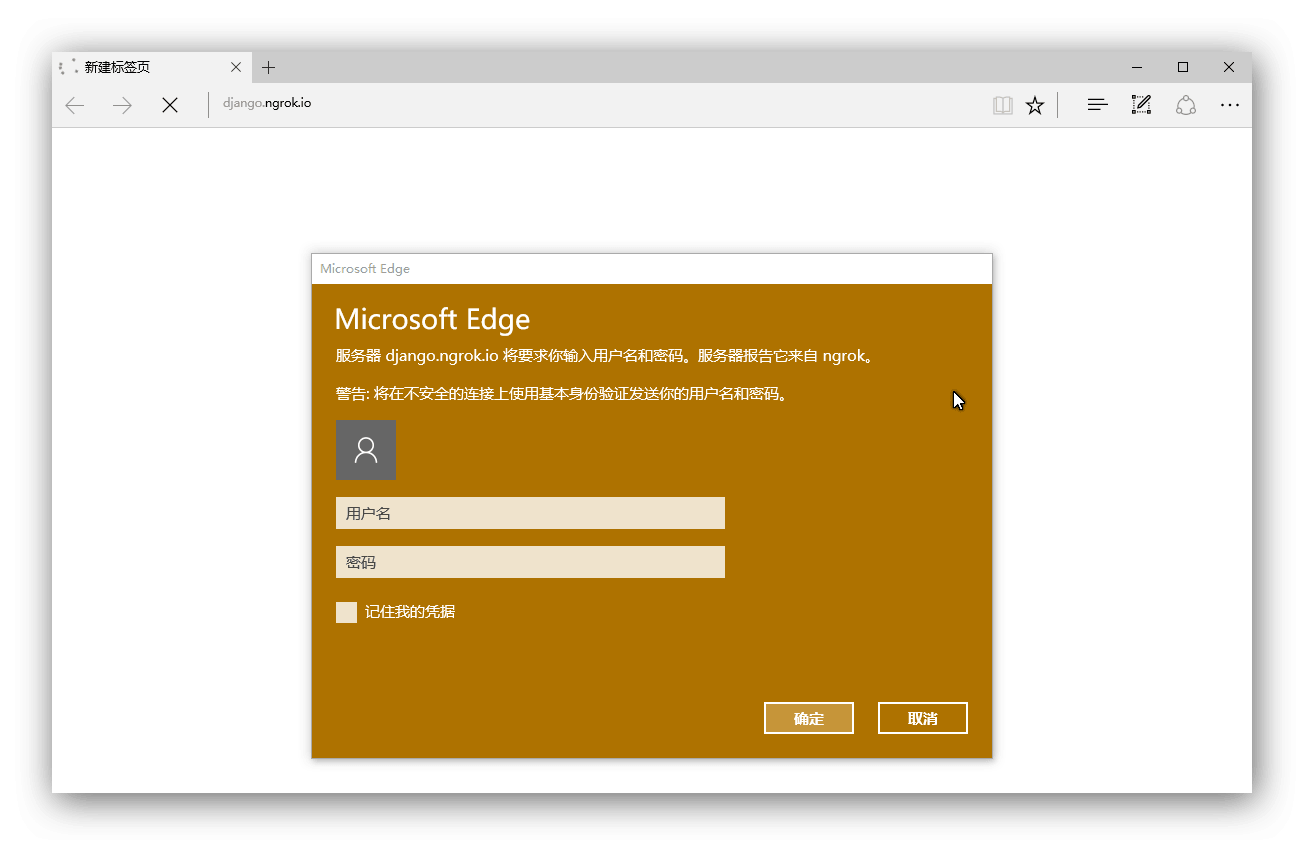 新建标签页
django.ngrok.io
Microsoft Edge
Microsoft Edge
服务器 django.ngrok.io 将要求你输入用户名和密码。服务器报告它来自 ngrok。
警告: 将在不安全的连接上使用基本身份验证发送你的用户名和密码。
用户名
密码
记住我的凭据
确定 取消